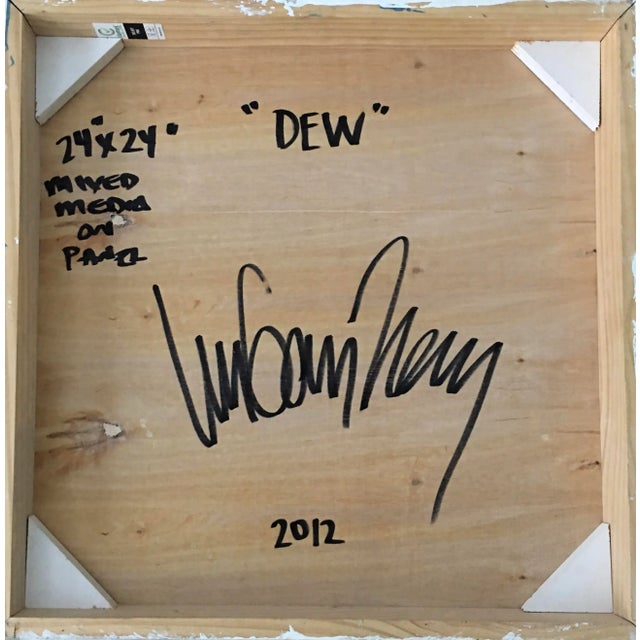 "DEW"
24"x24"
MIXED
MEDIA
ON
PANEL
2012